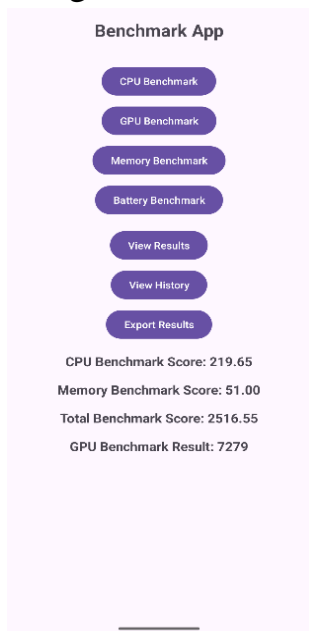 Benchmark App
CPU Benchmark
GPU Benchmark
Memory Benchmark
Battery Benchmark
View Results
View History
Export Results
CPU Benchmark Score: 219.65
Memory Benchmark Score: 51.00
Total Benchmark Score: 2516.55
GPU Benchmark Result: 7279